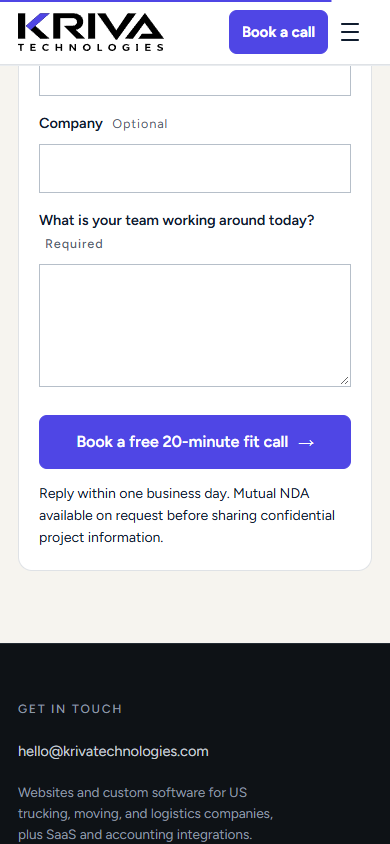 KRIVA
TECHNOLOGIES
Book a call
Company Optional
What is your team working around today?
Required
Book a free 20-minute fit call →
Reply within one business day. Mutual NDA
available on request before sharing confidential
project information.
GET IN TOUCH
hello@krivatechnologies.com
Websites and custom software for US
trucking, moving, and logistics companies,
plus SaaS and accounting integrations.